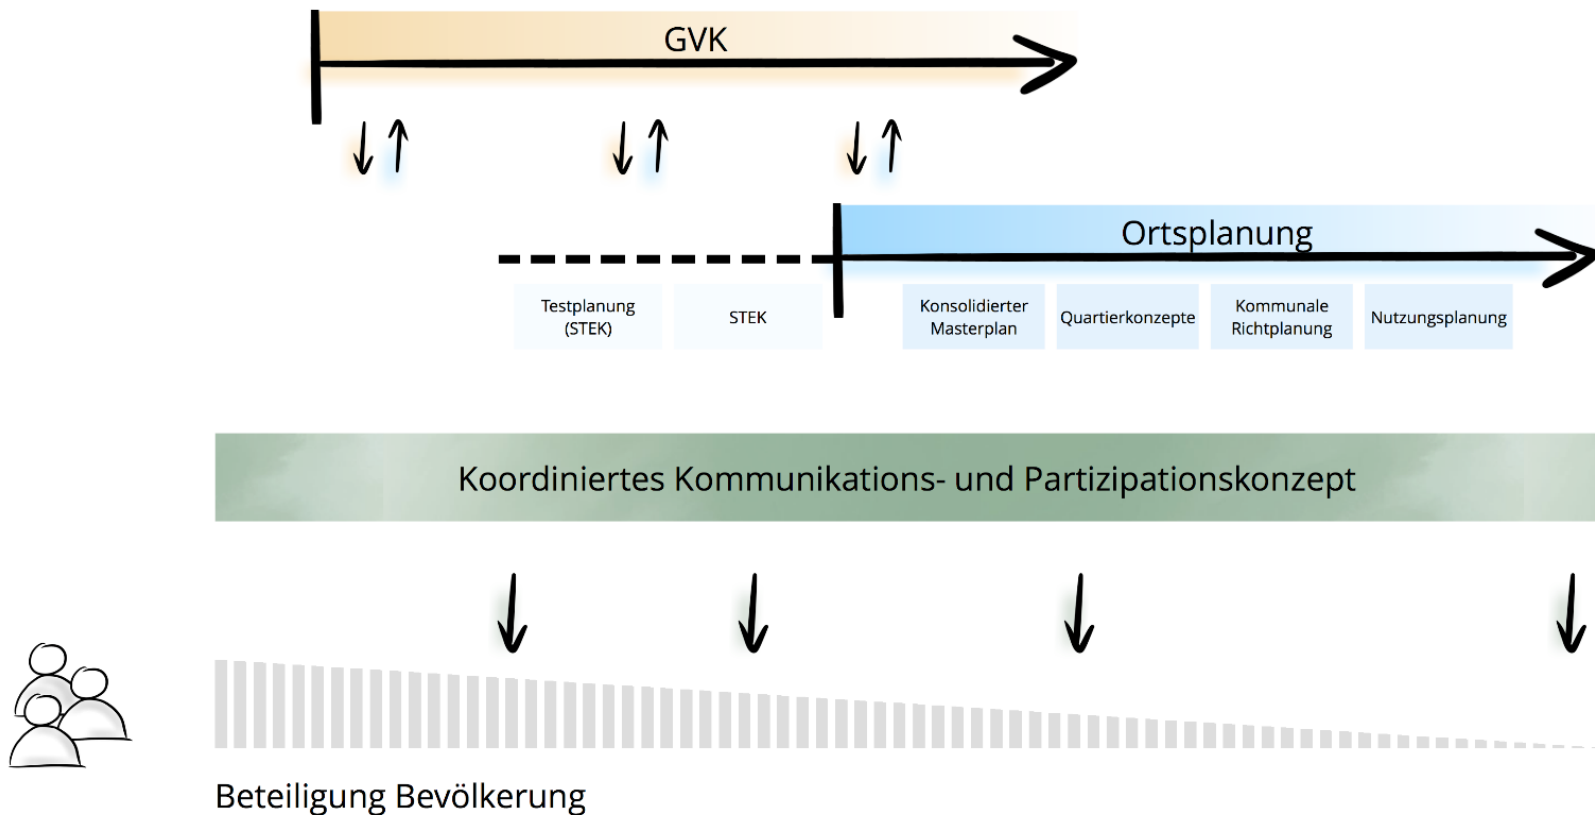 GVK
Ortsplanung
Testplanung
(STEK)
STEK
Konsolidierter
Masterplan
Quartierkonzepte
Kommunale
Richtplanung
Nutzungsplanung
Koordiniertes Kommunikations- und Partizipationskonzept
Beteiligung Bevölkerung